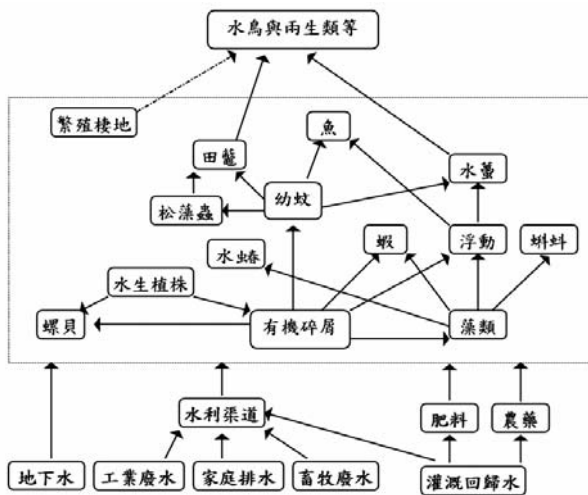 水鳥與兩生類等
繁殖棲地
魚
田鼈
水蠆
幼蚊
松藻蟲
蝦
浮動
蝌蚪
水蝽
水生植株
螺貝
有機碎屑
藻類
水利渠道
肥料
農藥
地下水
工業廢水
家庭排水
畜牧廢水
灌溉回歸水